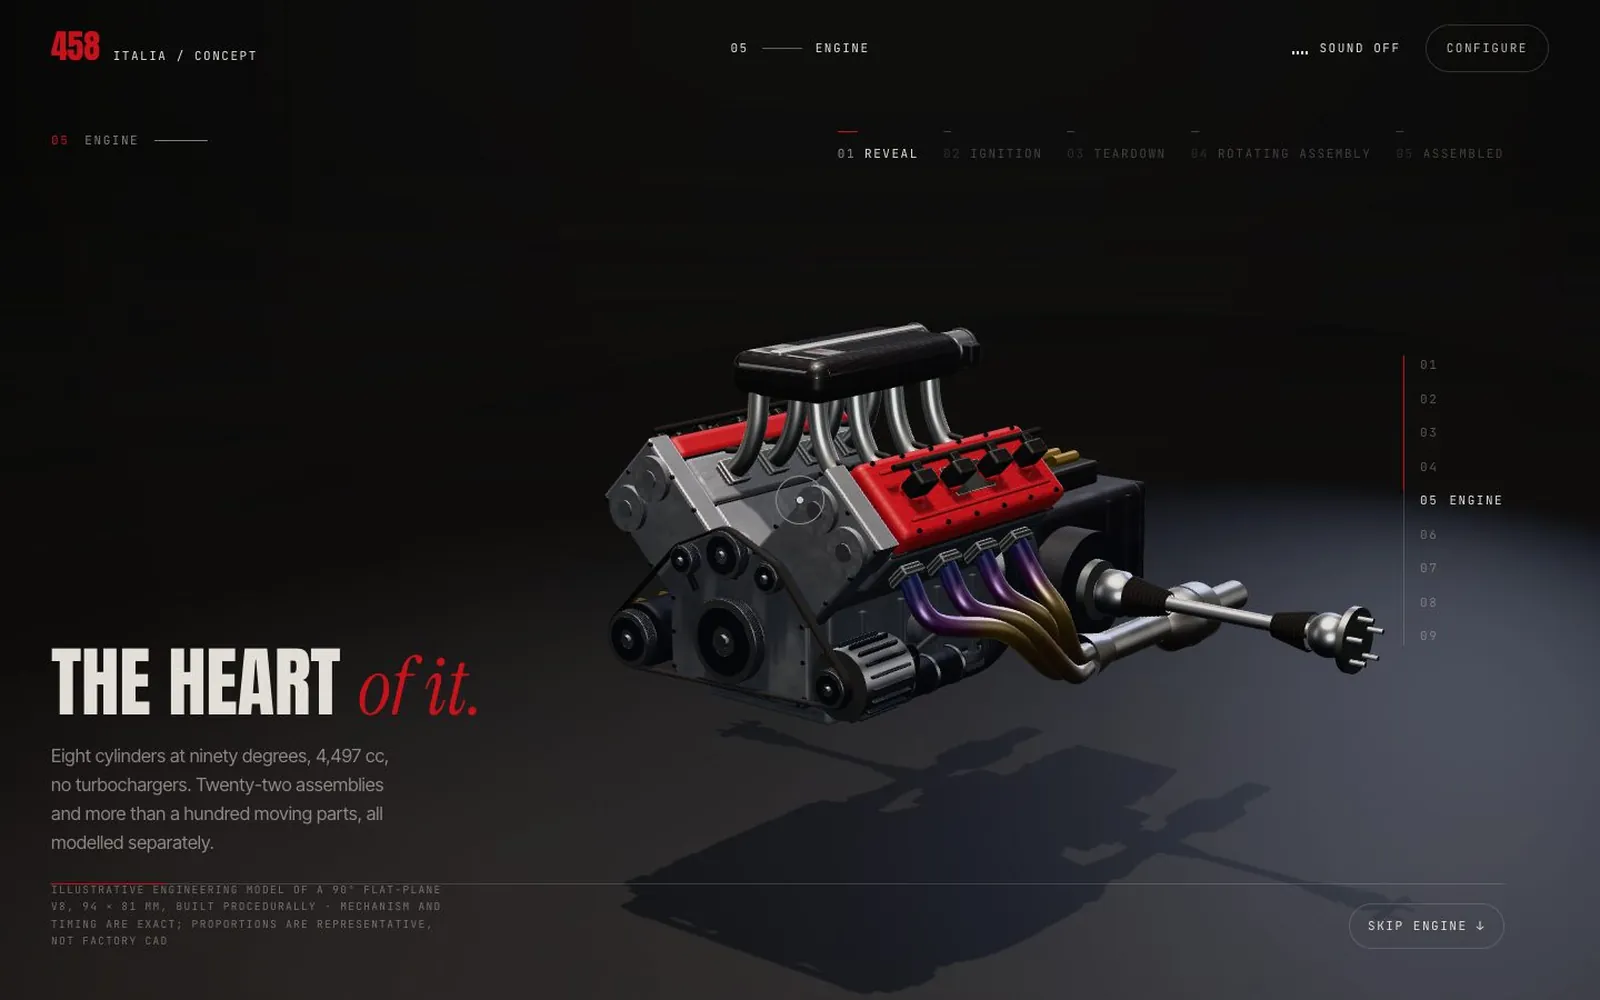 458 ITALIA / CONCEPT
05 ENGINE
SOUND OFF
CONFIGURE
05 ENGINE
01 REVEAL
02 IGNITION
03 TEARDOWN
04 ROTATING ASSEMBLY
05 ASSEMBLED
01
02
03
04
05 ENGINE
06
07
08
09
THE HEART of it.
Eight cylinders at ninety degrees, 4,497 cc,
no turbochargers. Twenty-two assemblies
and more than a hundred moving parts, all
modelled separately.
ILLUSTRATIVE ENGINEERING MODEL OF A 90° FLAT-PLANE
V8, 94 × 81 MM, BUILT PROCEDURALLY · MECHANISM AND
TIMING ARE EXACT; PROPORTIONS ARE REPRESENTATIVE,
NOT FACTORY CAD
SKIP ENGINE ↓